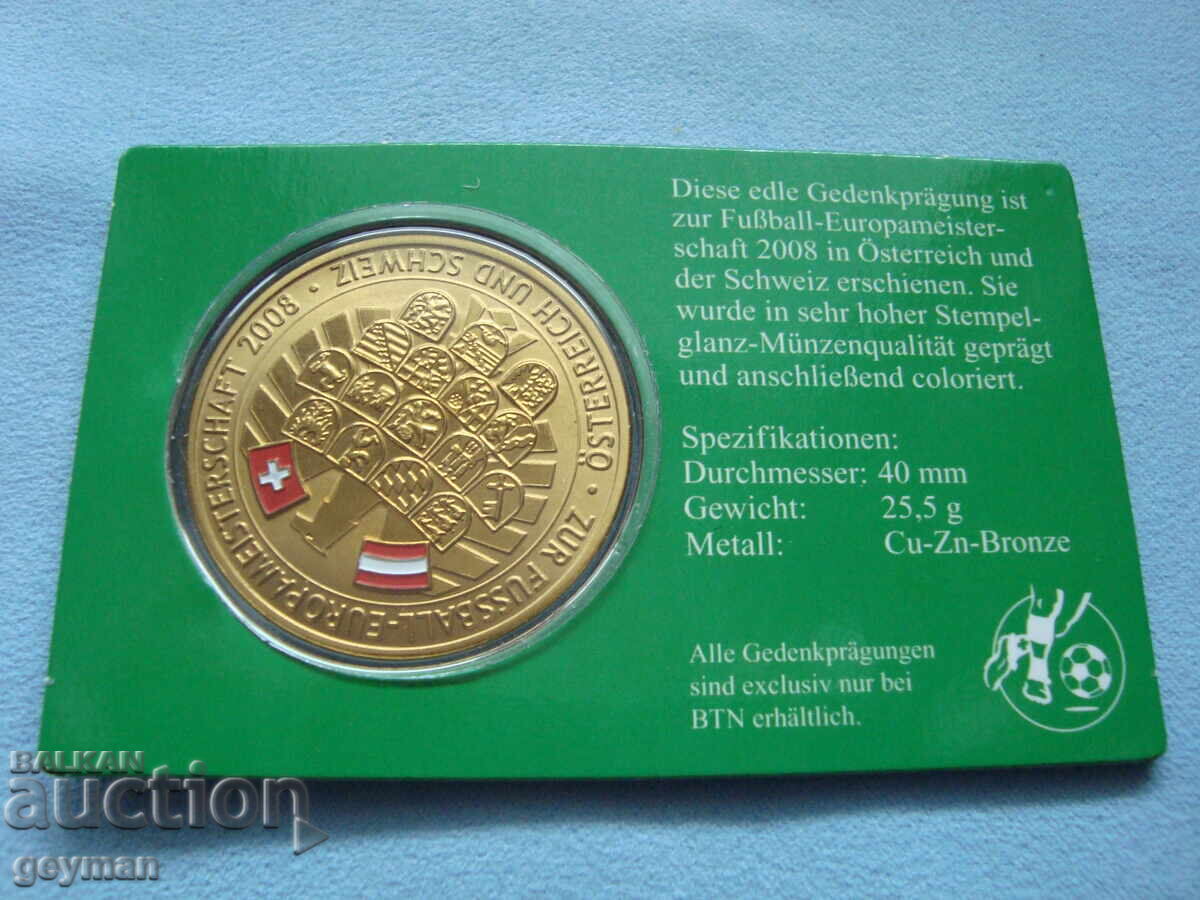 ZUR FUSSBALL-EUROPAMEISTERSCHAFT 2008 · ÖSTERREICH UND SCHWEIZ ·
Diese edle Gedenkprägung ist
zur Fußball-Europameister-
schaft 2008 in Österreich und
der Schweiz erschienen. Sie
wurde in sehr hoher Stempel-
glanz-Münzenqualität geprägt
und anschließend coloriert.
Spezifikationen:
Durchmesser: 40 mm
Gewicht: 25,5 g
Metall: Cu-Zn-Bronze
Alle Gedenkprägungen
sind exclusiv nur bei
BTN erhältlich.
BALKAN
auction
geyman